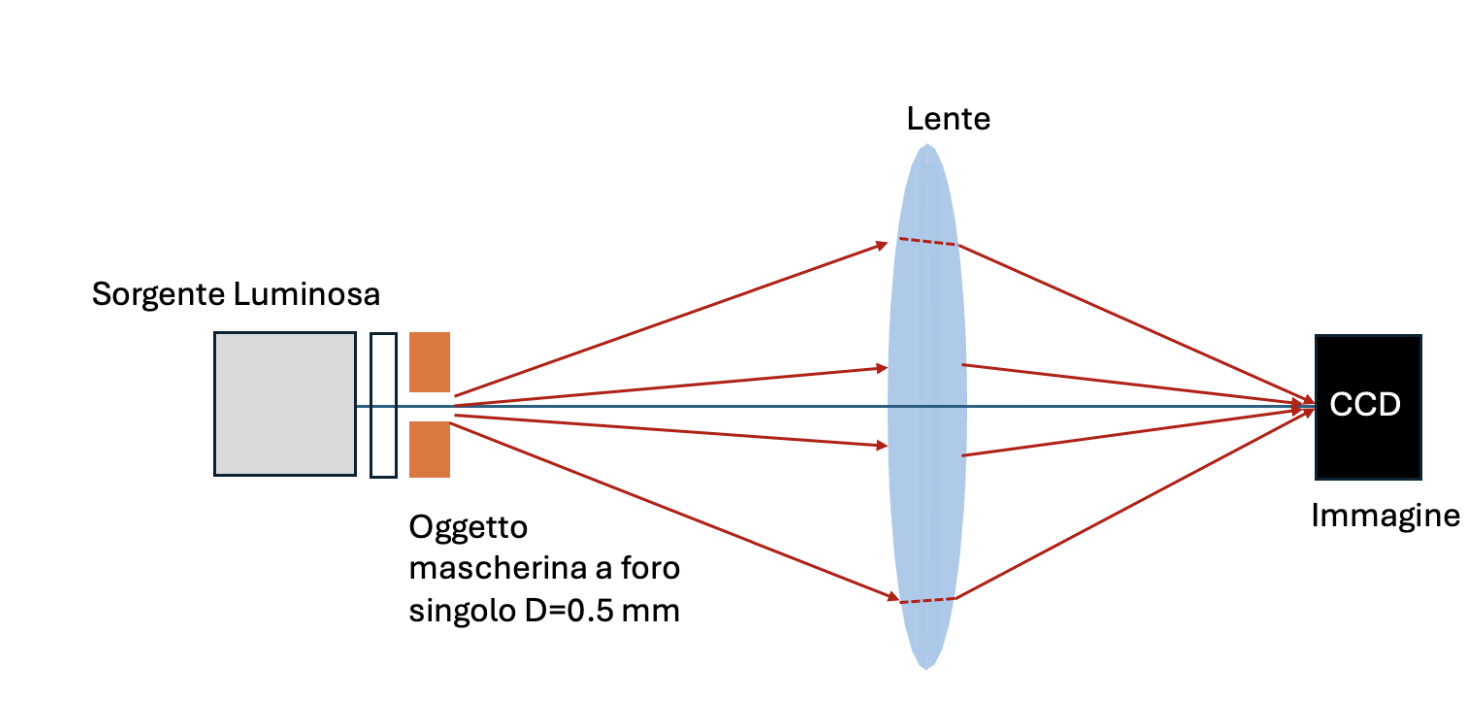 Lente
Sorgente Luminosa
CCD
Immagine
Oggetto
mascherina a foro
singolo D=0.5 mm